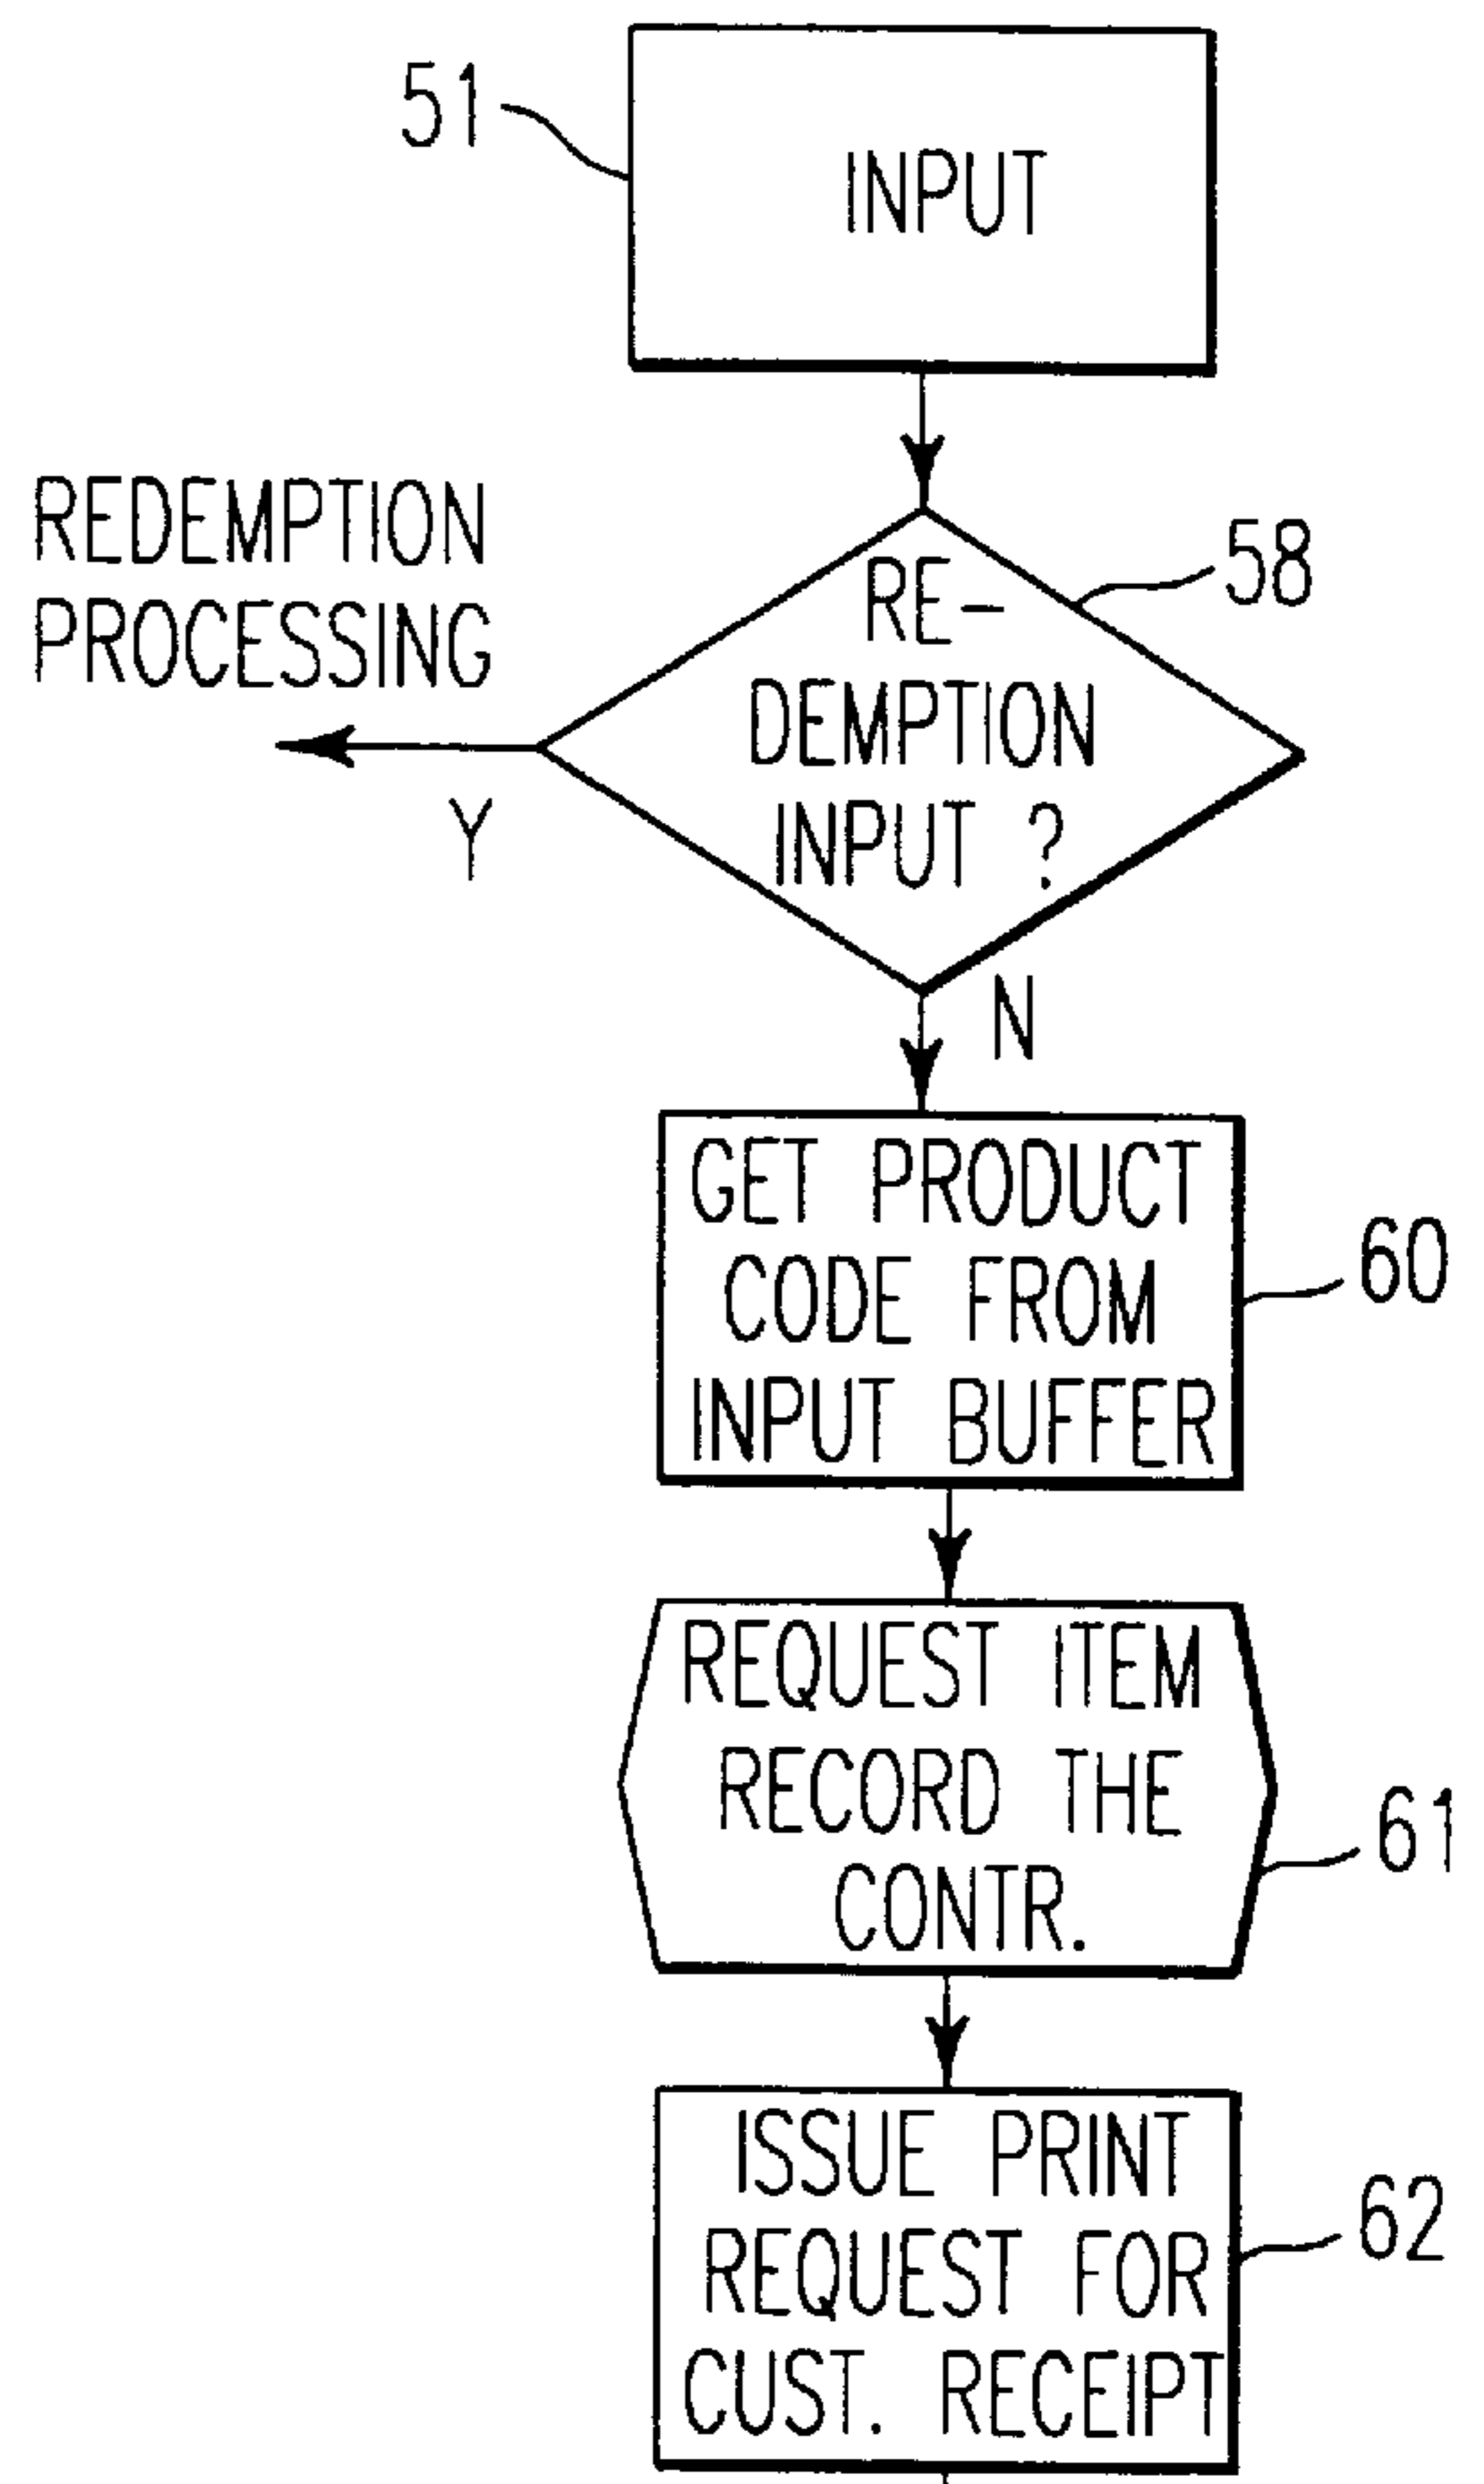 51
INPUT
REDEMPTION
PROCESSING
Y
RE-
DEMPTION
INPUT ?
58
N
GET PRODUCT
CODE FROM
INPUT BUFFER
60
REQUEST ITEM
RECORD THE
CONTR.
61
ISSUE PRINT
REQUEST FOR
CUST. RECEIPT
62